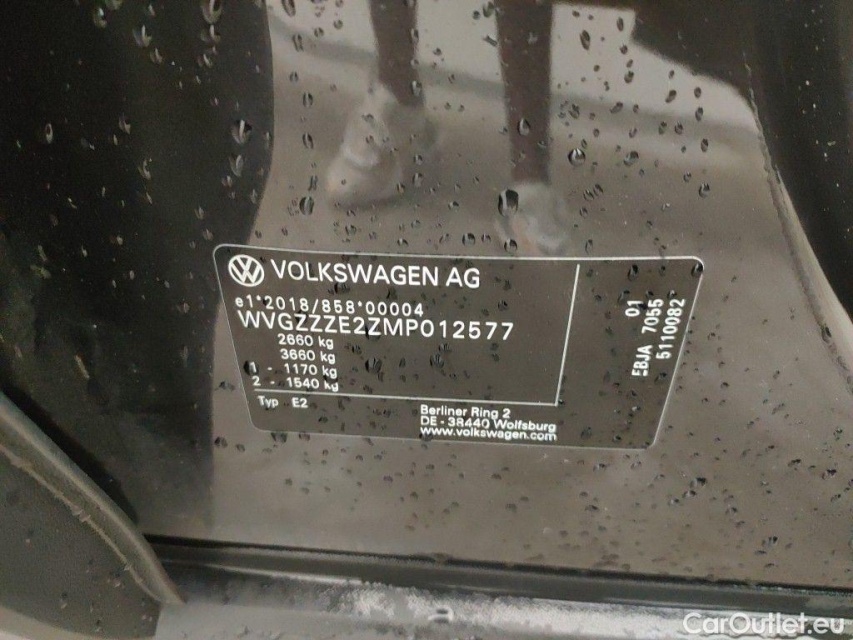 VOLKSWAGEN AG
e1*2018/858*00004
WVGZZZE2ZMP012577
2660 kg
3660 kg
1 - 1170 kg
2 - 1540 kg
Typ E2
Berliner Ring 2
DE - 38440 Wolfsburg
www.volkswagen.com
01
EBJA 7055
5110082
CarOutlet.eu